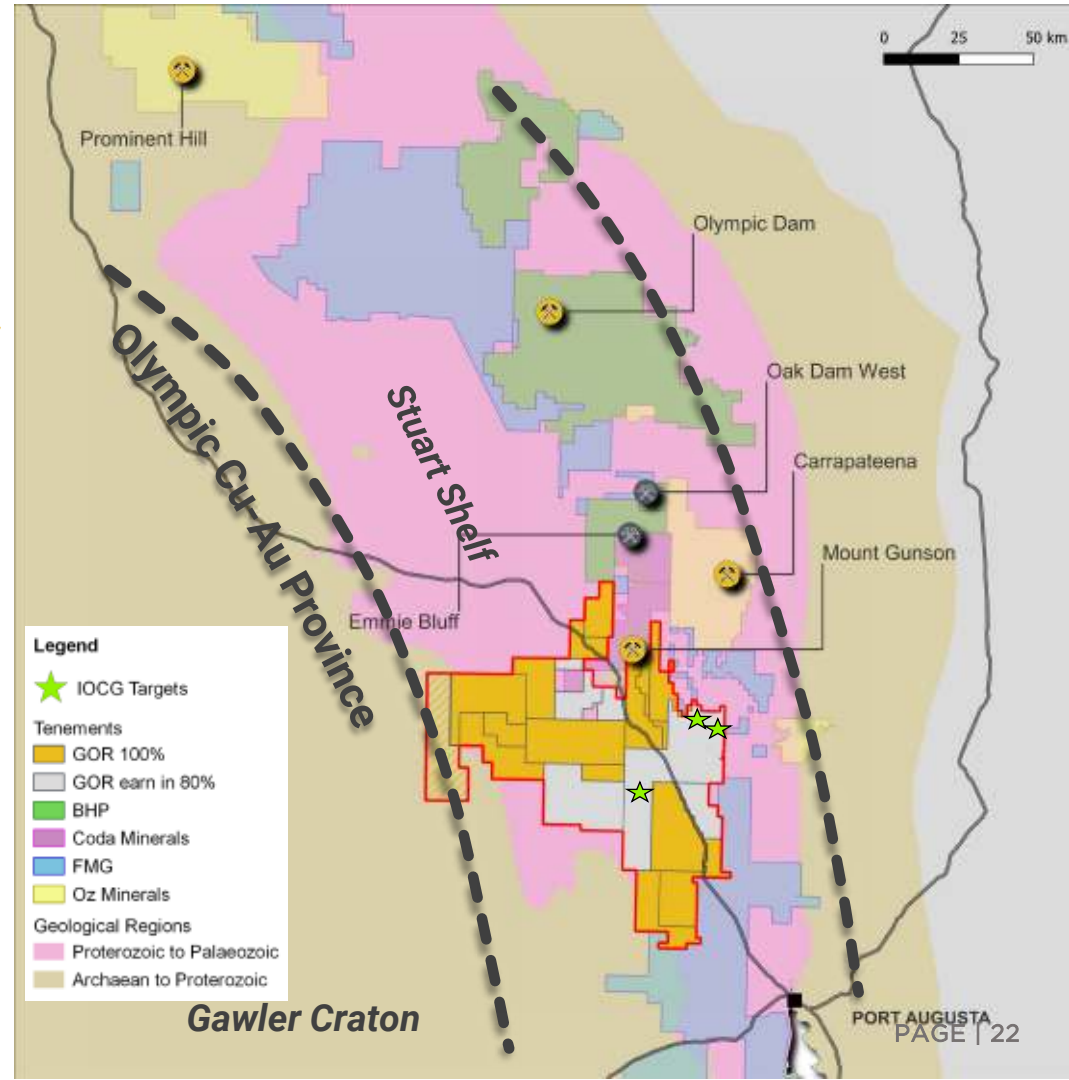 0 25 50 km
Prominent Hill
Olympic Dam
Oak Dam West
Carrapateena
Mount Gunson
Emmie Bluff
Olympic Cu-Au Province
Stuart Shelf
Legend
IOCG Targets
Tenements
GOR 100%
GOR earn in 80%
BHP
Coda Minerals
FMG
Oz Minerals
Geological Regions
Proterozoic to Palaeozoic
Archaean to Proterozoic
Gawler Craton
PORT AUGUSTA
PAGE | 22